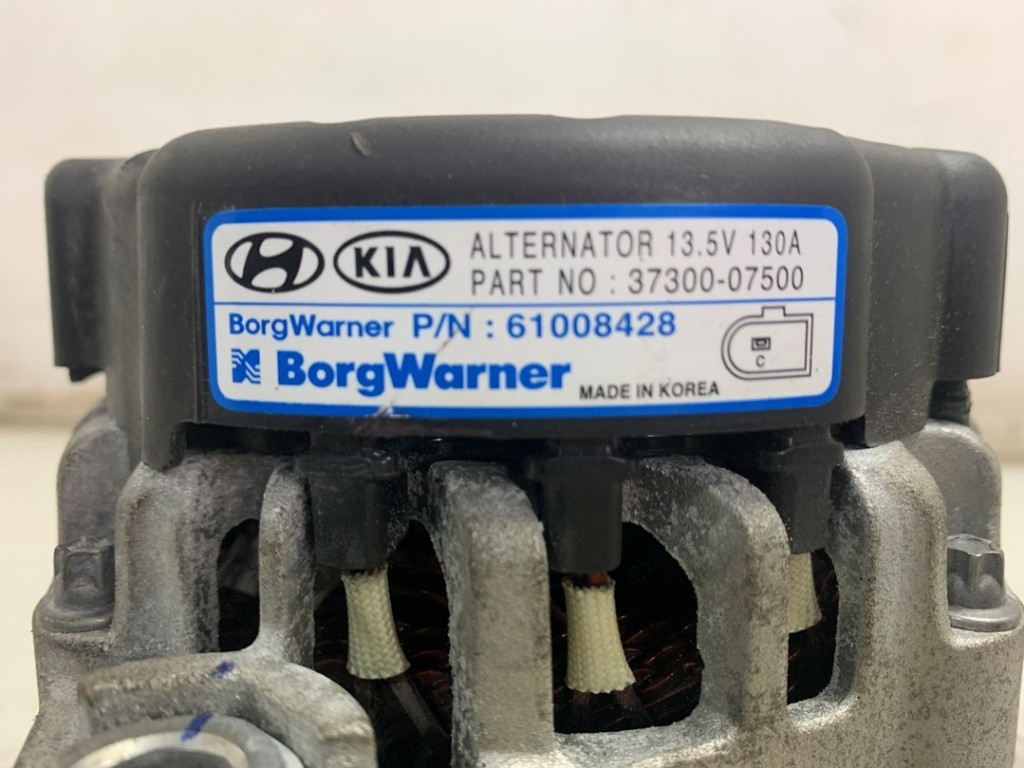 KIA ALTERNATOR 13.5V 130A
PART NO : 37300-07500
BorgWarner P/N : 61008428
BorgWarner MADE IN KOREA
C